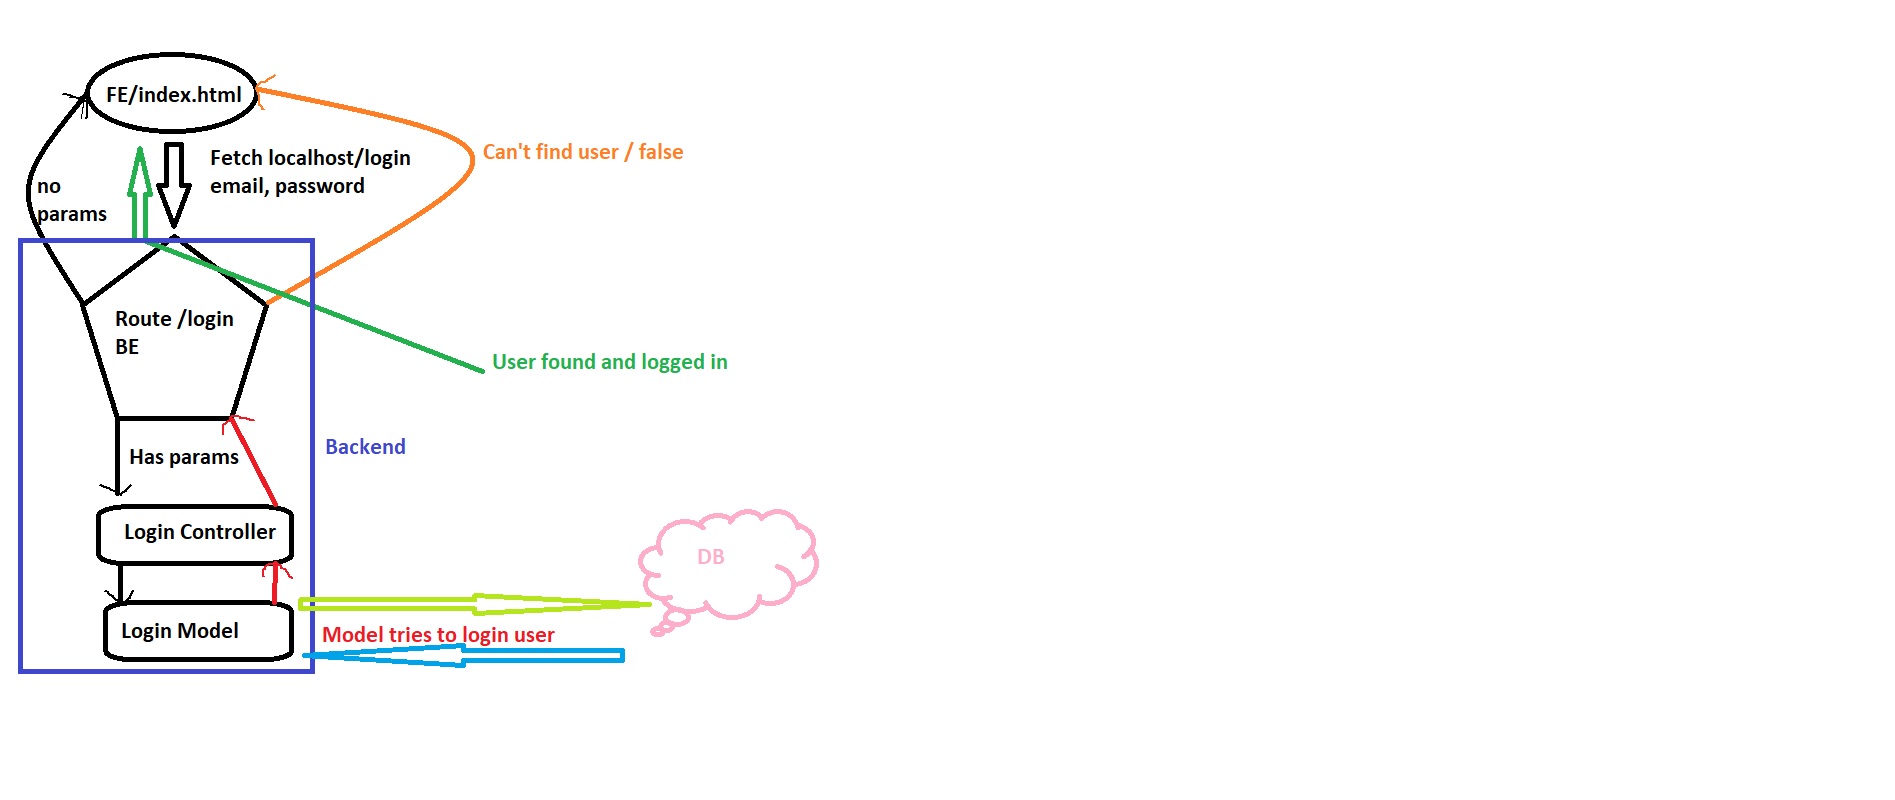 FE/index.html
Fetch localhost/login
email, password
Can't find user / false
no
params
Route /login
BE
User found and logged in
Backend
Has params
Login Controller
DB
Login Model
Model tries to login user